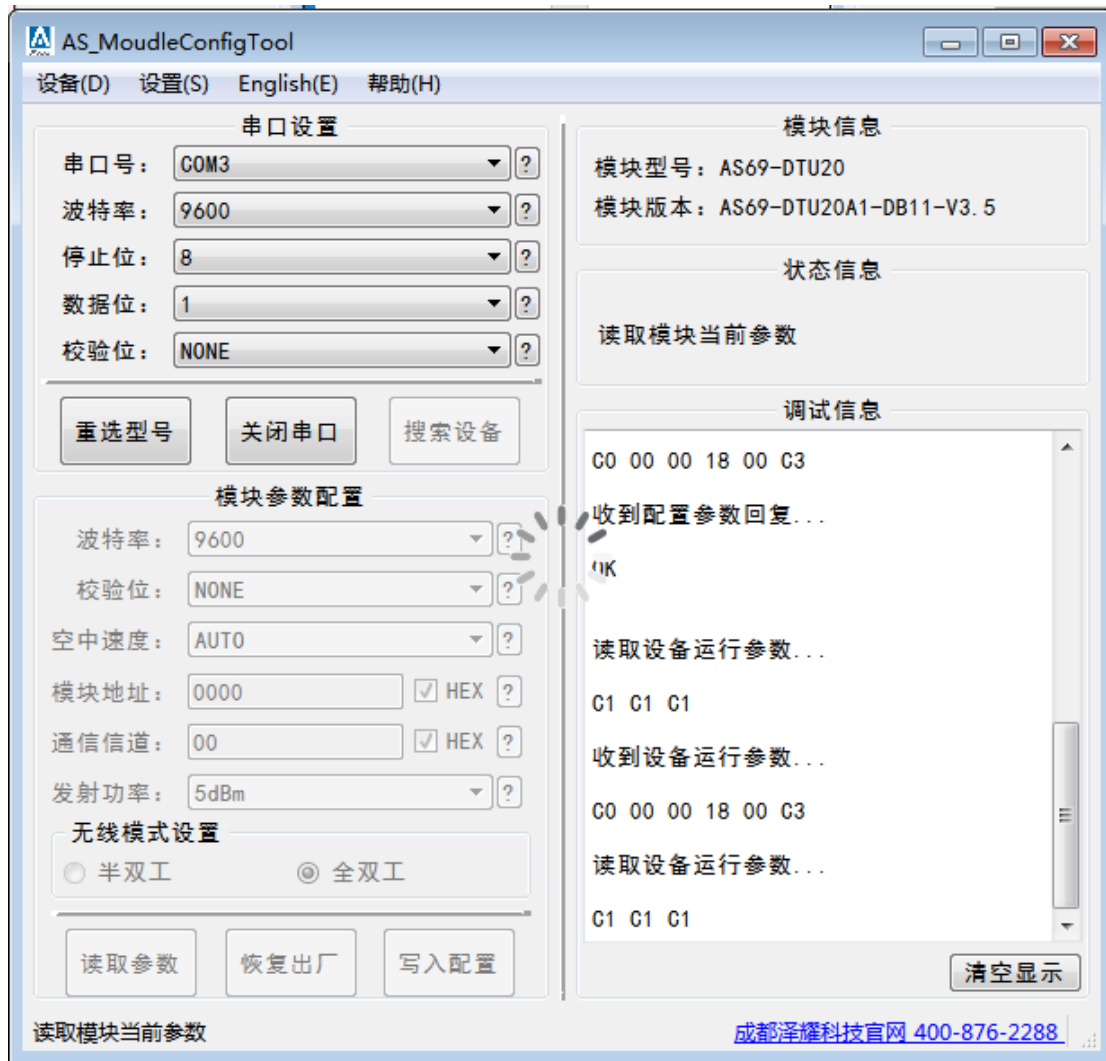 AS_MoudleConfigTool
设备(D) 设置(S) English(E) 帮助(H)
串口设置
串口号: COM3 ?
波特率: 9600 ?
停止位: 8 ?
数据位: 1 ?
校验位: NONE ?
重选型号 关闭串口 搜索设备
模块参数配置
波特率: 9600 ?
校验位: NONE ?
空中速度: AUTO ?
模块地址: 0000 HEX ?
通信信道: 00 HEX ?
发射功率: 5dBm ?
无线模式设置
半双工 全双工
读取参数 恢复出厂 写入配置
模块信息
模块型号: AS69-DTU20
模块版本: AS69-DTU20A1-DB11-V3.5
状态信息
读取模块当前参数
调试信息
C0 00 00 18 00 C3
收到配置参数回复...
OK
读取设备运行参数...
C1 C1 C1
收到设备运行参数...
C0 00 00 18 00 C3
读取设备运行参数...
C1 C1 C1
清空显示
读取模块当前参数
成都泽耀科技官网 400-876-2288